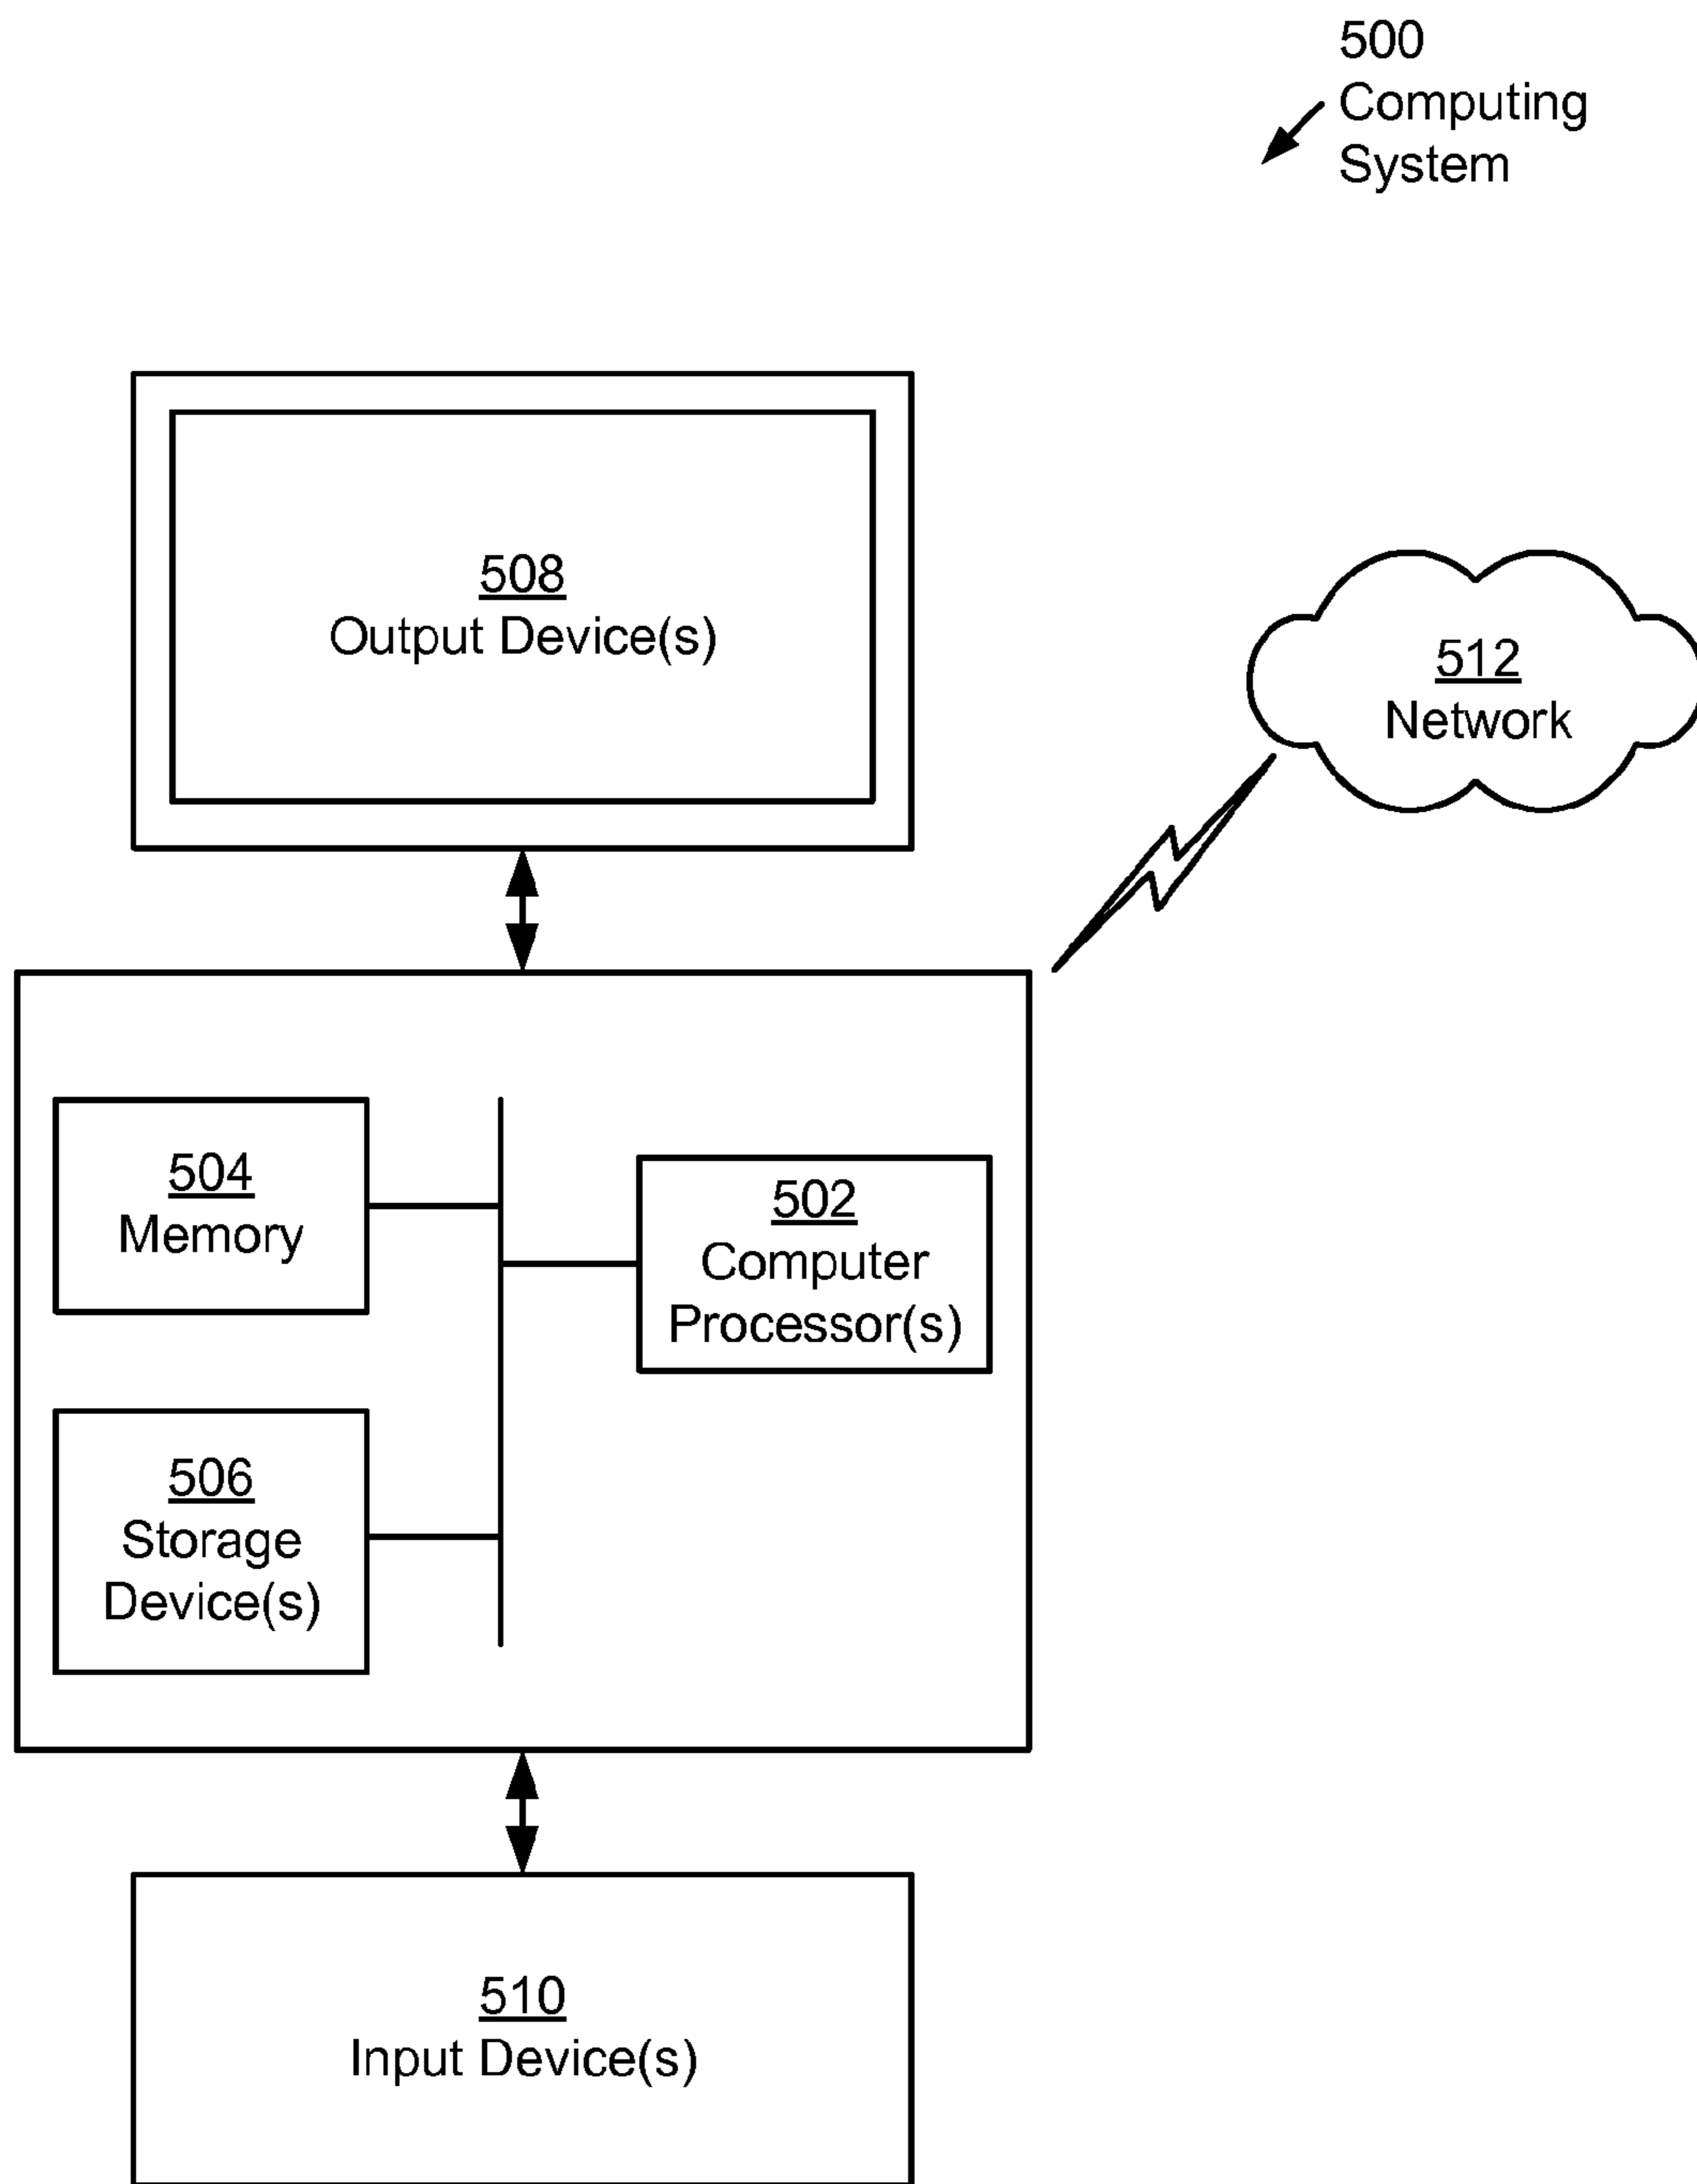 500
Computing
System
508
Output Device(s)
512
Network
504
Memory
502
Computer
Processor(s)
506
Storage
Device(s)
510
Input Device(s)